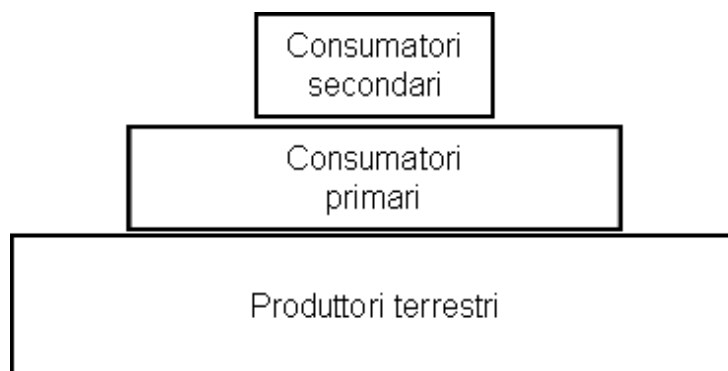 Consumatori
secondari
Consumatori
primari
Produttori terrestri